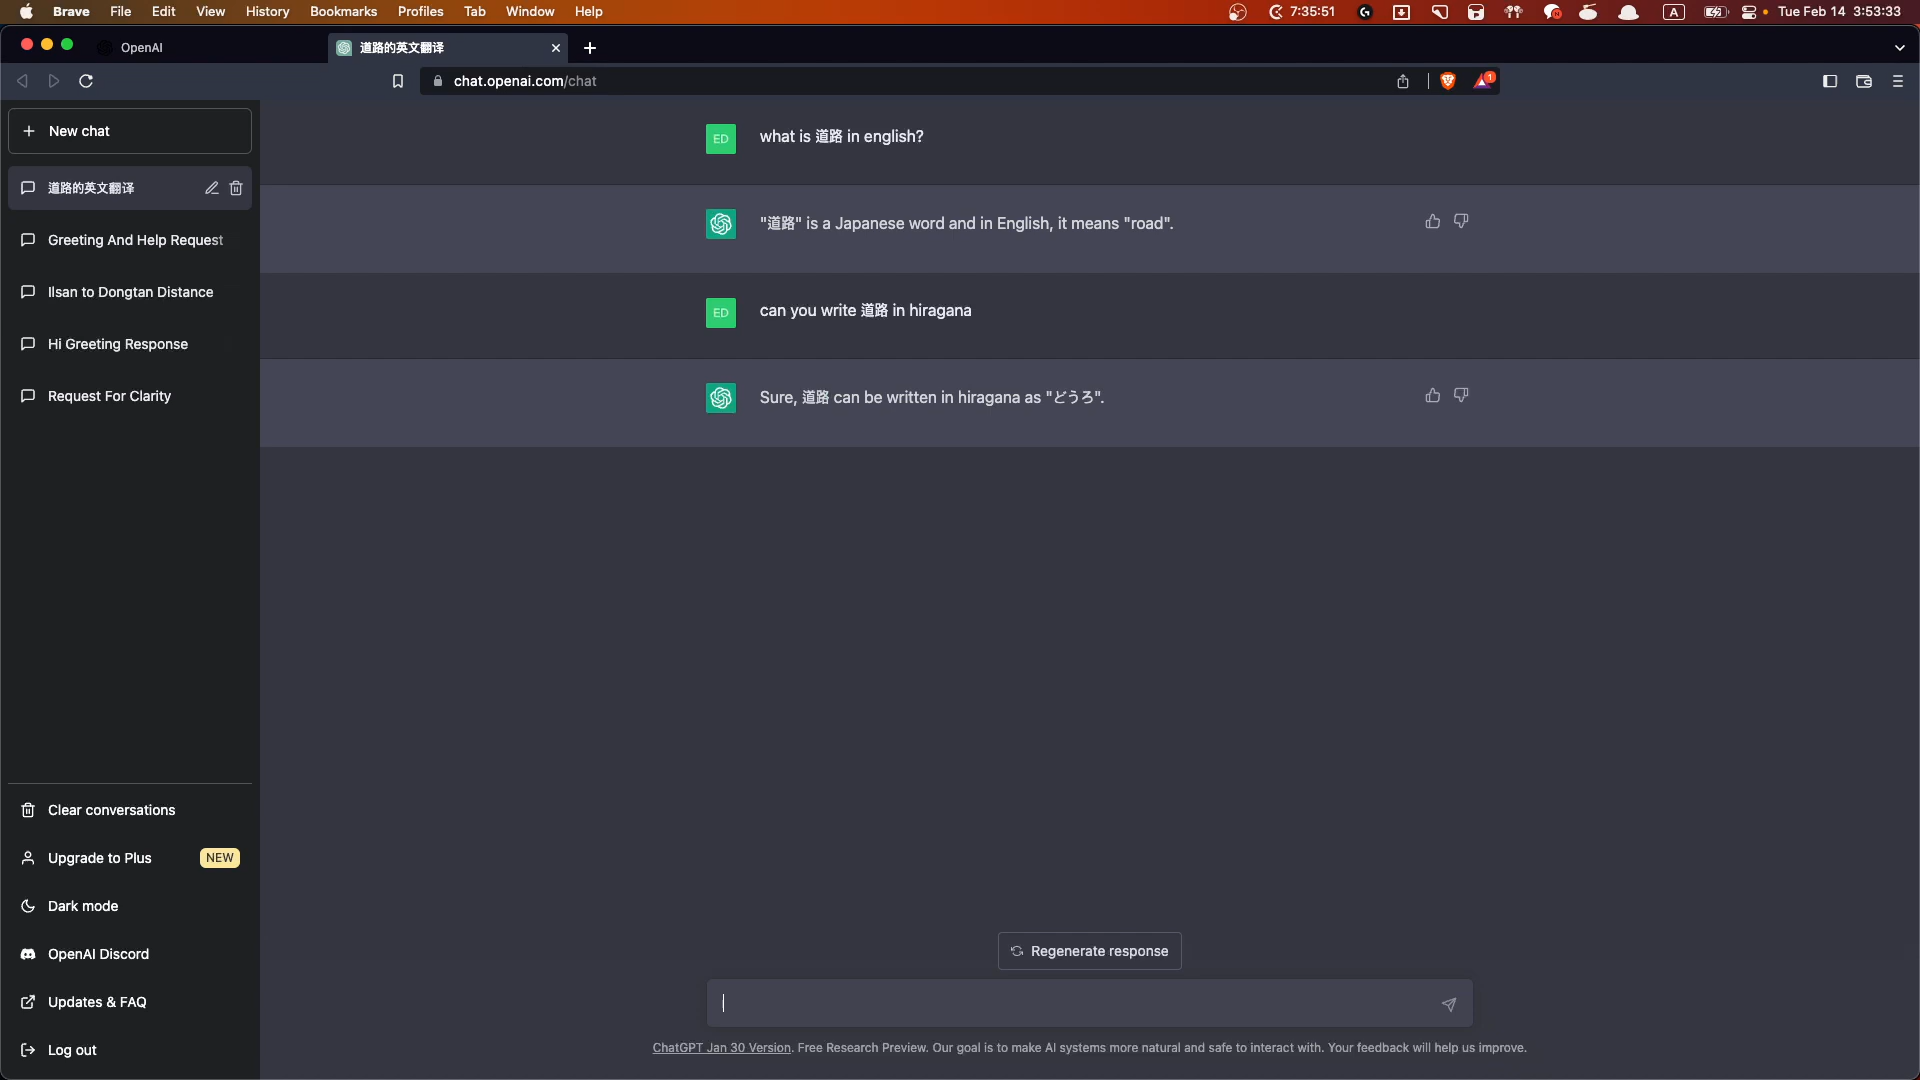 Brave File Edit View History Bookmarks Profiles Tab Window Help 7:35:51 A Tue Feb 14 3:53:33
OpenAI 道路的英文翻译
chat.openai.com/chat 1
New chat
道路的英文翻译
Greeting And Help Request
Ilsan to Dongtan Distance
Hi Greeting Response
Request For Clarity
Clear conversations
Upgrade to Plus NEW
Dark mode
OpenAI Discord
Updates & FAQ
Log out
ED what is 道路 in english?
"道路" is a Japanese word and in English, it means "road".
ED can you write 道路 in hiragana
Sure, 道路 can be written in hiragana as "どうろ".
Regenerate response
ChatGPT Jan 30 Version. Free Research Preview. Our goal is to make AI systems more natural and safe to interact with. Your feedback will help us improve.